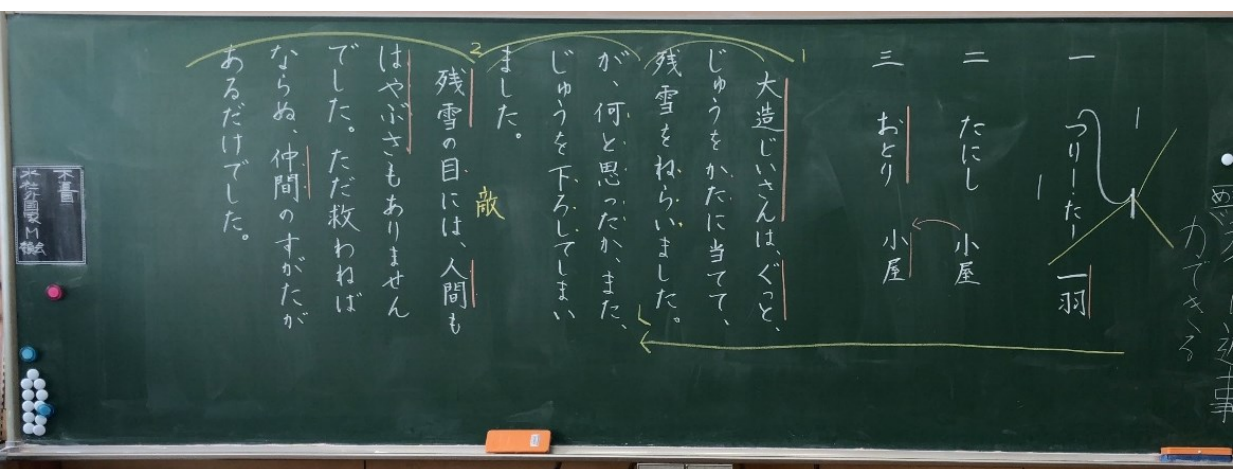 力できる
一 つりー・たー 一羽
二 たにし 小屋
三 おとり 小屋
1
大造じいさんは、ぐっと、
じゅうをかたに当てて、
残雪をねらいました。
が、何と思ったか、また、
じゅうを下ろしてしまい
ました。
2
敵
残雪の目には、人間も
はやぶさもありません
でした。ただ救わねば
ならぬ、仲間のすがたが
あるだけでした。